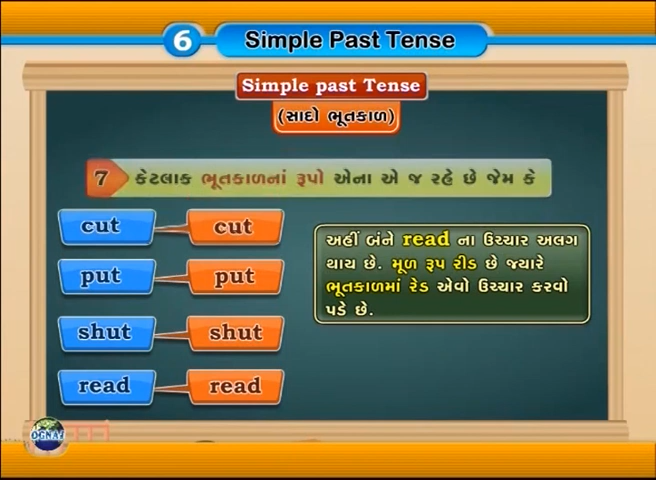 6 Simple Past Tense
Simple past Tense
(સાદો ભૂતકાળ)
7 કેટલાક ભૂતકાળનાં રૂપો એના એ જ રહે છે જેમ કે
cut cut
put put
shut shut
read read
અહીં બંને read ના ઉચ્ચાર અલગ
થાય છે. મૂળ રૂપ રીડ છે જ્યારે
ભૂતકાળમાં રેડ એવો ઉચ્ચાર કરવો
પડે છે.